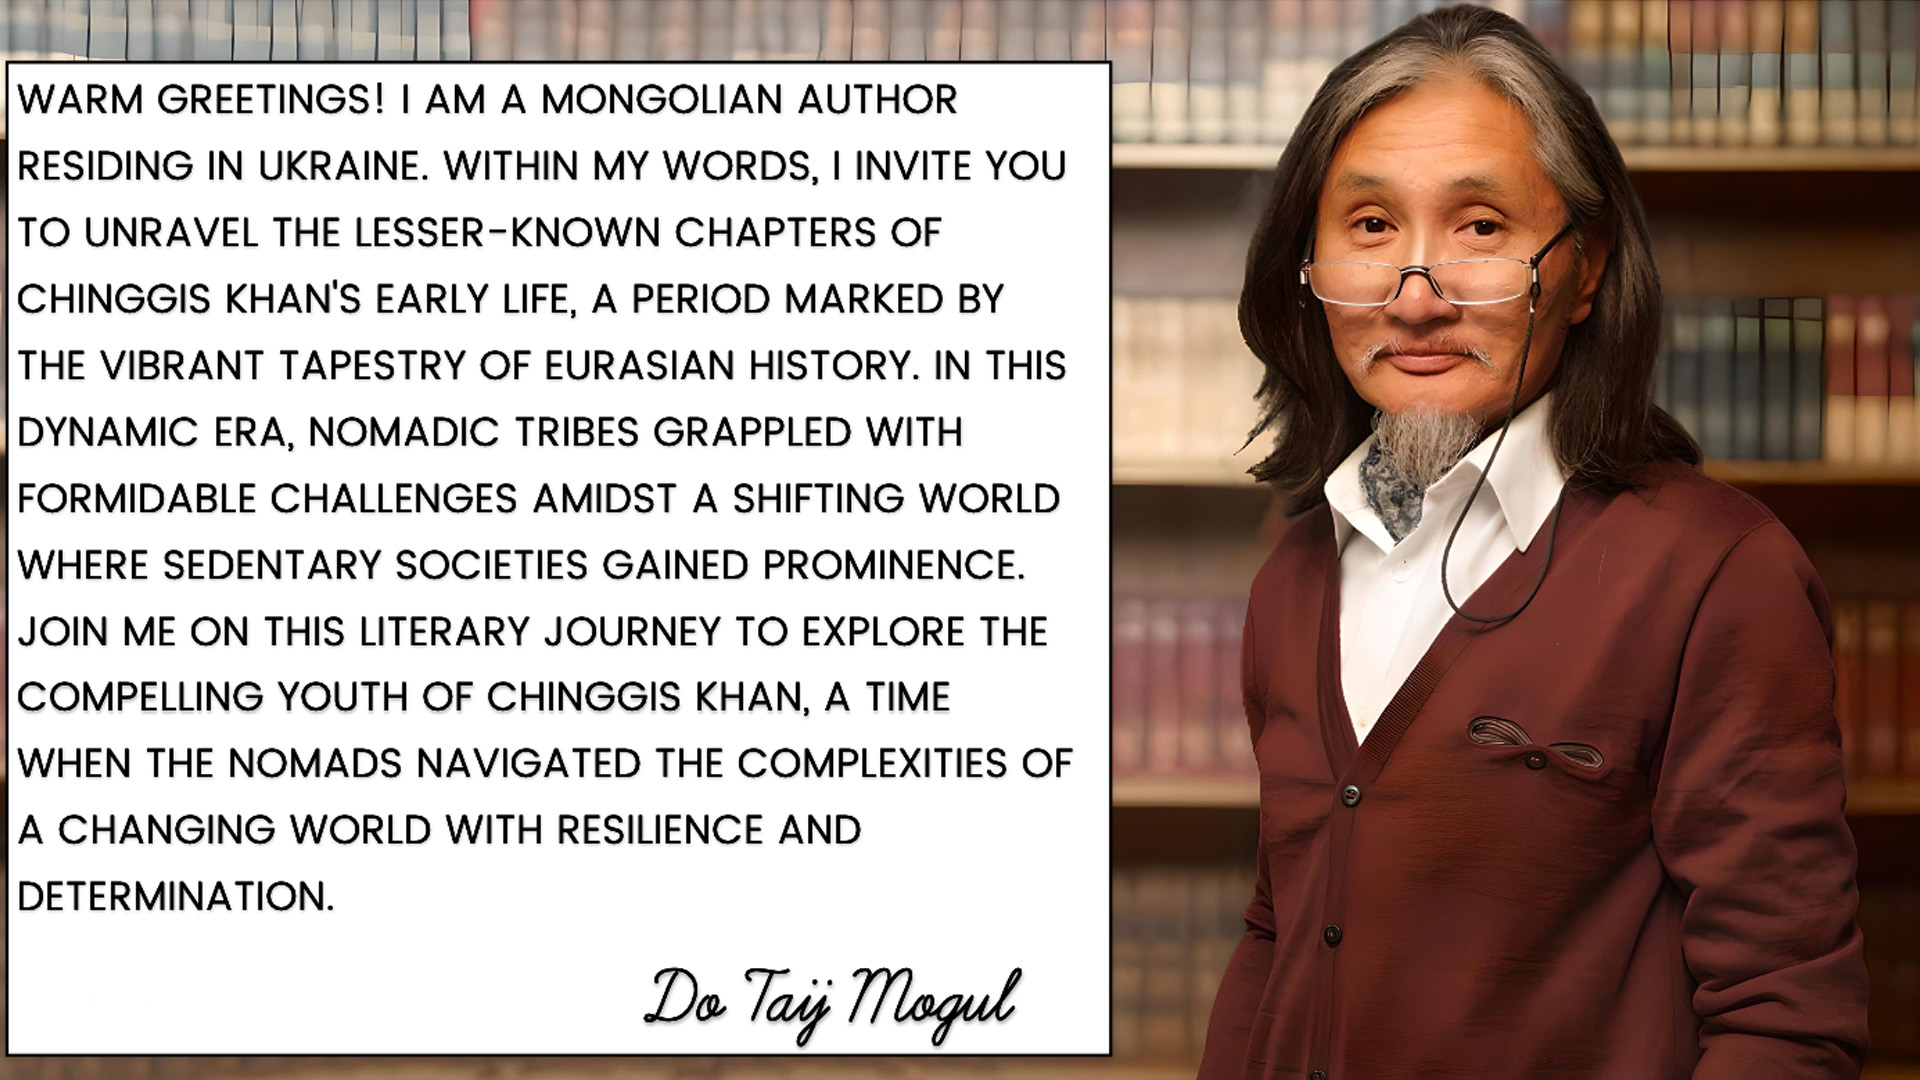 WARM GREETINGS! I AM A MONGOLIAN AUTHOR
RESIDING IN UKRAINE. WITHIN MY WORDS, I INVITE YOU
TO UNRAVEL THE LESSER-KNOWN CHAPTERS OF
CHINGGIS KHAN'S EARLY LIFE, A PERIOD MARKED BY
THE VIBRANT TAPESTRY OF EURASIAN HISTORY. IN THIS
DYNAMIC ERA, NOMADIC TRIBES GRAPPLED WITH
FORMIDABLE CHALLENGES AMIDST A SHIFTING WORLD
WHERE SEDENTARY SOCIETIES GAINED PROMINENCE.
JOIN ME ON THIS LITERARY JOURNEY TO EXPLORE THE
COMPELLING YOUTH OF CHINGGIS KHAN, A TIME
WHEN THE NOMADS NAVIGATED THE COMPLEXITIES OF
A CHANGING WORLD WITH RESILIENCE AND
DETERMINATION.
Do Taij Mogul